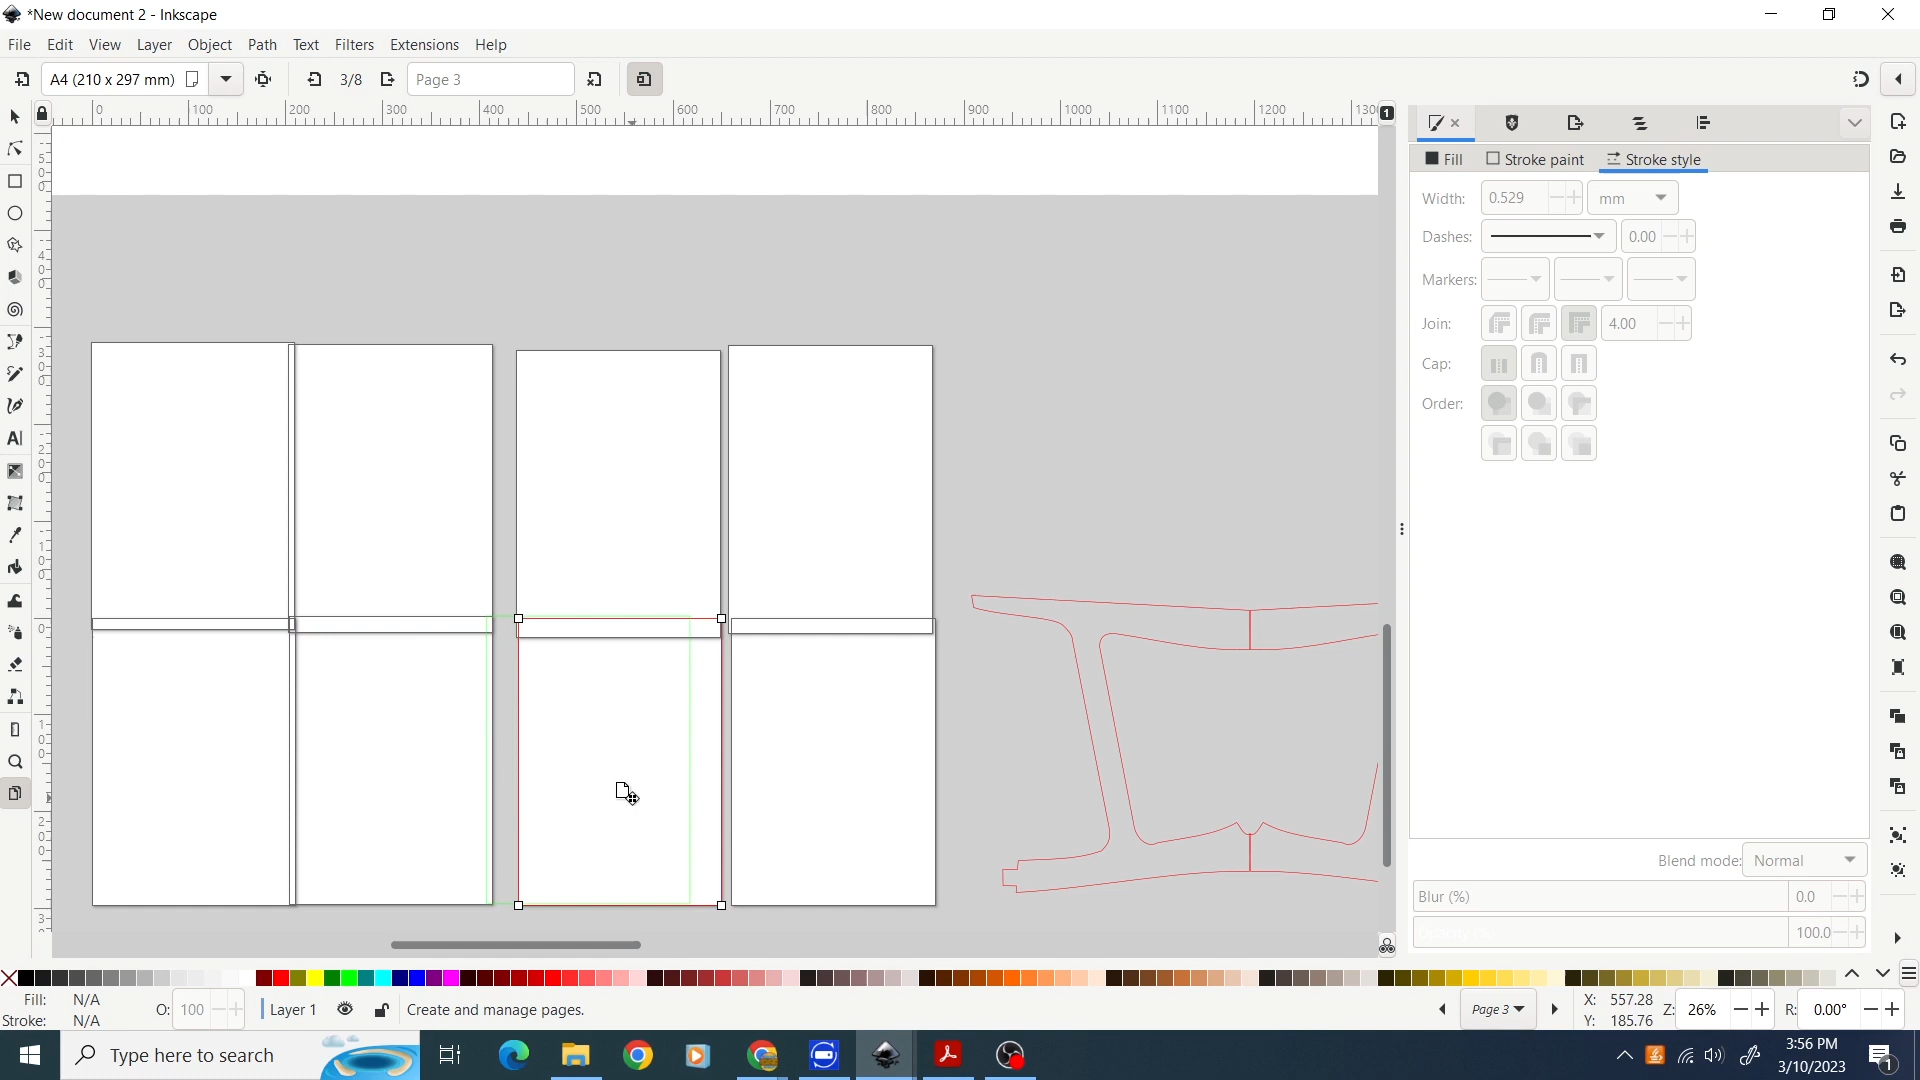 *New document 2 - Inkscape
File Edit View Layer Object Path Text Filters Extensions Help
A4 (210 x 297 mm) 3/8 Page 3
0 100 200 300 400 500 600 700 800 900 1000 1100 1200 1300 1
Fill Stroke paint Stroke style
Width: 0.529 mm
Dashes: 0.00
Markers:
Join: 4.00
Cap:
Order:
Blend mode: Normal
Blur (%) 0.0
100.0
Fill: N/A
Stroke: N/A
O: 100
Layer 1
Create and manage pages.
Page 3
X: 557.28
Y: 185.76
Z: 26%
R: 0.00°
Type here to search
3:56 PM
3/10/2023
1